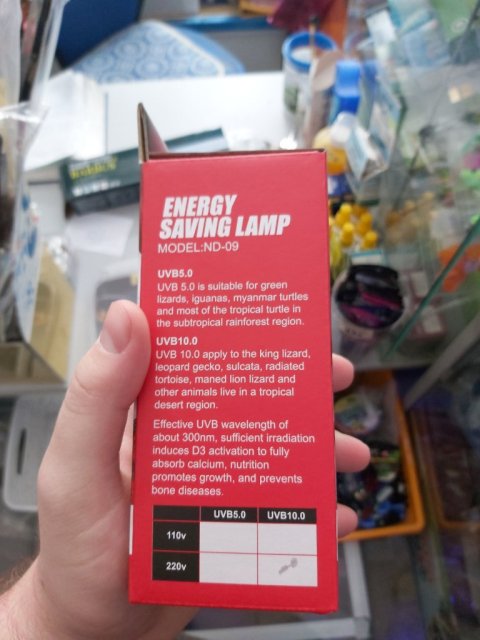 ENERGY
SAVING LAMP
MODEL:ND-09
UVB5.0
UVB 5.0 is suitable for green
lizards, iguanas, myanmar turtles
and most of the tropical turtle in
the subtropical rainforest region.
UVB10.0
UVB 10.0 apply to the king lizard,
leopard gecko, sulcata, radiated
tortoise, maned lion lizard and
other animals live in a tropical
desert region.
Effective UVB wavelength of
about 300nm, sufficient irradiation
induces D3 activation to fully
absorb calcium, nutrition
promotes growth, and prevents
bone diseases.
UVB5.0 UVB10.0
110v
220v